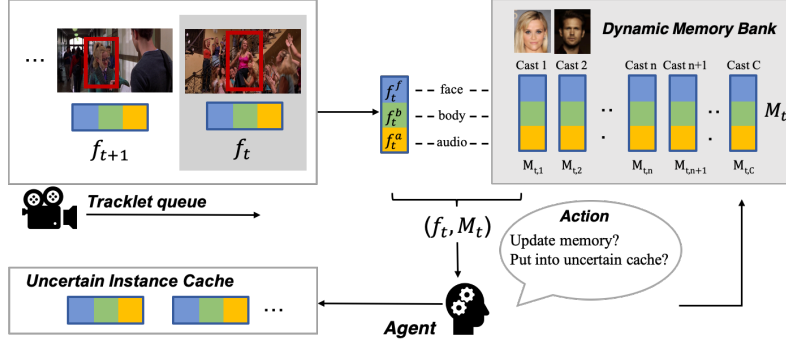 ...
f_{t+1}
f_t
Tracklet queue
f_t^f
f_t^b
f_t^a
face
body
audio
Dynamic Memory Bank
Cast 1 Cast 2 Cast n Cast n+1 Cast C
M_t
M_{t,1} M_{t,2} M_{t,n} M_{t,n+1} M_{t,C}
(f_t, M_t)
Action
Update memory?
Put into uncertain cache?
Agent
Uncertain Instance Cache
...